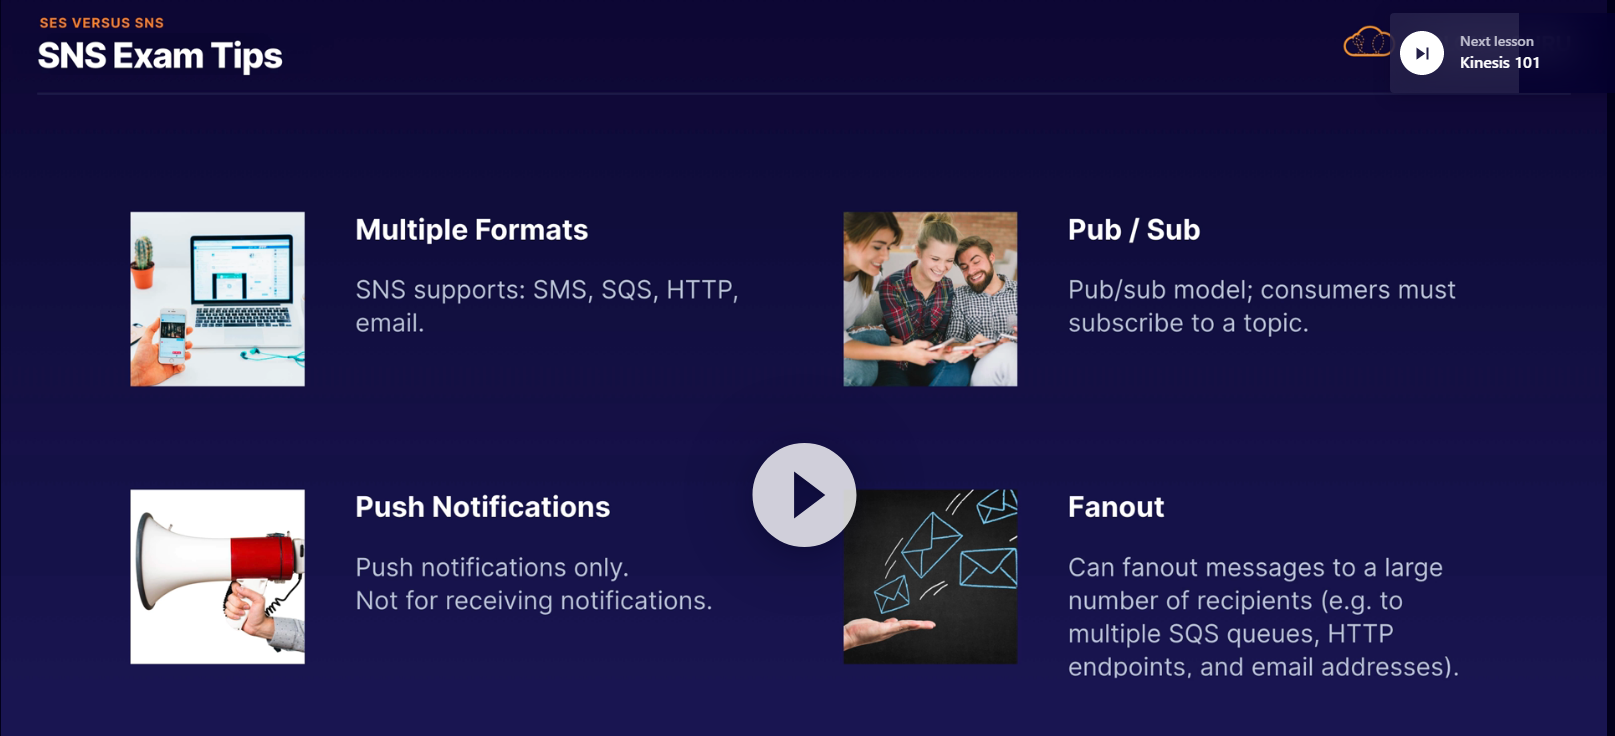 SES VERSUS SNS
SNS Exam Tips
Next lesson
Kinesis 101
Multiple Formats
SNS supports: SMS, SQS, HTTP,
email.
Pub / Sub
Pub/sub model; consumers must
subscribe to a topic.
Push Notifications
Push notifications only.
Not for receiving notifications.
Fanout
Can fanout messages to a large
number of recipients (e.g. to
multiple SQS queues, HTTP
endpoints, and email addresses).